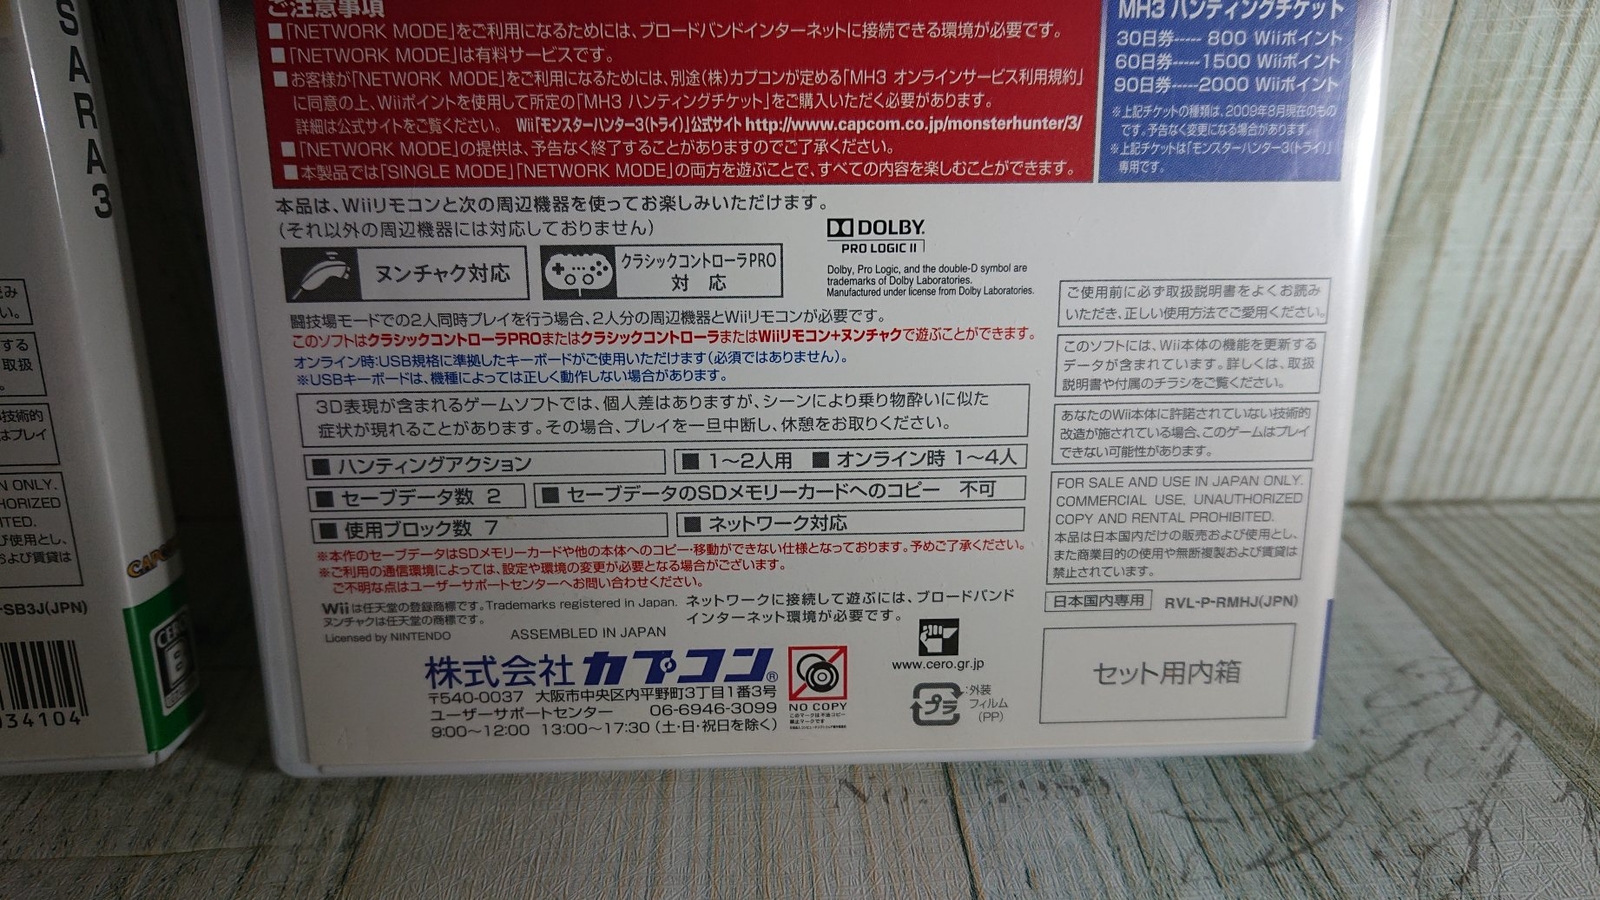 SARA3
ご注意事項
■「NETWORK MODE」をご利用になるためには、ブロードバンドインターネットに接続できる環境が必要です。
■「NETWORK MODE」は有料サービスです。
■お客様が「NETWORK MODE」をご利用になるためには、別途(株)カプコンが定める「MH3 オンラインサービス利用規約」
に同意の上、Wiiポイントを使用して所定の「MH3 ハンティングチケット」をご購入いただく必要があります。
詳細は公式サイトをご覧ください。 Wii「モンスターハンター3(トライ)」公式サイト http://www.capcom.co.jp/monsterhunter/3/
■「NETWORK MODE」の提供は、予告なく終了することがありますのでご了承ください。
■本製品では「SINGLE MODE」「NETWORK MODE」の両方を遊ぶことで、すべての内容を楽しむことができます。
MH3 ハンティングチケット
30日券----- 800 Wiiポイント
60日券----1500 Wiiポイント
90日券----2000 Wiiポイント
※上記チケットの種類は、2009年8月現在のもの
です。予告なく変更になる場合があります。
※上記チケットは「モンスターハンター3(トライ)」
専用です。
本品は、Wiiリモコンと次の周辺機器を使ってお楽しみいただけます。
(それ以外の周辺機器には対応しておりません)
ヌンチャク対応
クラシックコントローラPRO
対 応
DOLBY
PRO LOGIC II
Dolby, Pro Logic, and the double-D symbol are
trademarks of Dolby Laboratories.
Manufactured under license from Dolby Laboratories.
闘技場モードでの2人同時プレイを行う場合、2人分の周辺機器とWiiリモコンが必要です。
このソフトはクラシックコントローラPROまたはクラシックコントローラまたはWiiリモコン+ヌンチャクで遊ぶことができます。
オンライン時:USB規格に準拠したキーボードがご使用いただけます(必須ではありません)。
※USBキーボードは、機種によっては正しく動作しない場合があります。
3D表現が含まれるゲームソフトでは、個人差はありますが、シーンにより乗り物酔いに似た
症状が現れることがあります。その場合、プレイを一旦中断し、休憩をお取りください。
■ ハンティングアクション
■ 1〜2人用 ■ オンライン時 1〜4人
■ セーブデータ数 2
■ セーブデータのSDメモリーカードへのコピー 不可
■ 使用ブロック数 7
■ ネットワーク対応
※本作のセーブデータはSDメモリーカードや他の本体へのコピー・移動ができない仕様となっております。予めご了承ください。
※ご利用の通信環境によっては、設定や環境の変更が必要となる場合がございます。
ご不明な点はユーザーサポートセンターへお問い合わせください。
Wiiは任天堂の登録商標です。Trademarks registered in Japan.
ヌンチャクは任天堂の商標です。
Licensed by NINTENDO
ASSEMBLED IN JAPAN
ネットワークに接続して遊ぶには、ブロードバンド
インターネット環境が必要です。
株式会社 カプコン®
〒540-0037 大阪市中央区内平野町3丁目1番3号
ユーザーサポートセンター 06-6946-3099
9:00〜12:00 13:00〜17:30 (土・日・祝日を除く)
NO COPY
www.cero.gr.jp
プラ
:外装
フィルム
(PP)
ご使用前に必ず取扱説明書をよくお読み
いただき、正しい使用方法でご愛用ください。
このソフトには、Wii本体の機能を更新する
データが含まれています。詳しくは、取扱
説明書や付属のチラシをご覧ください。
あなたのWii本体に許諾されていない技術的
改造が施されている場合、このゲームはプレイ
できない可能性があります。
FOR SALE AND USE IN JAPAN ONLY.
COMMERCIAL USE, UNAUTHORIZED
COPY AND RENTAL PROHIBITED.
本品は日本国内だけの販売および使用とし、
また商業目的の使用や無断複製および賃貸は
禁止されています。
日本国内専用 RVL-P-RMHJ(JPN)
セット用内箱
読み
い。
する
取扱
。
技術的
はプレイ
N ONLY.
HORIZED
ITED.
び使用とし、
および賃貸は
-SB3J(JPN)
34104